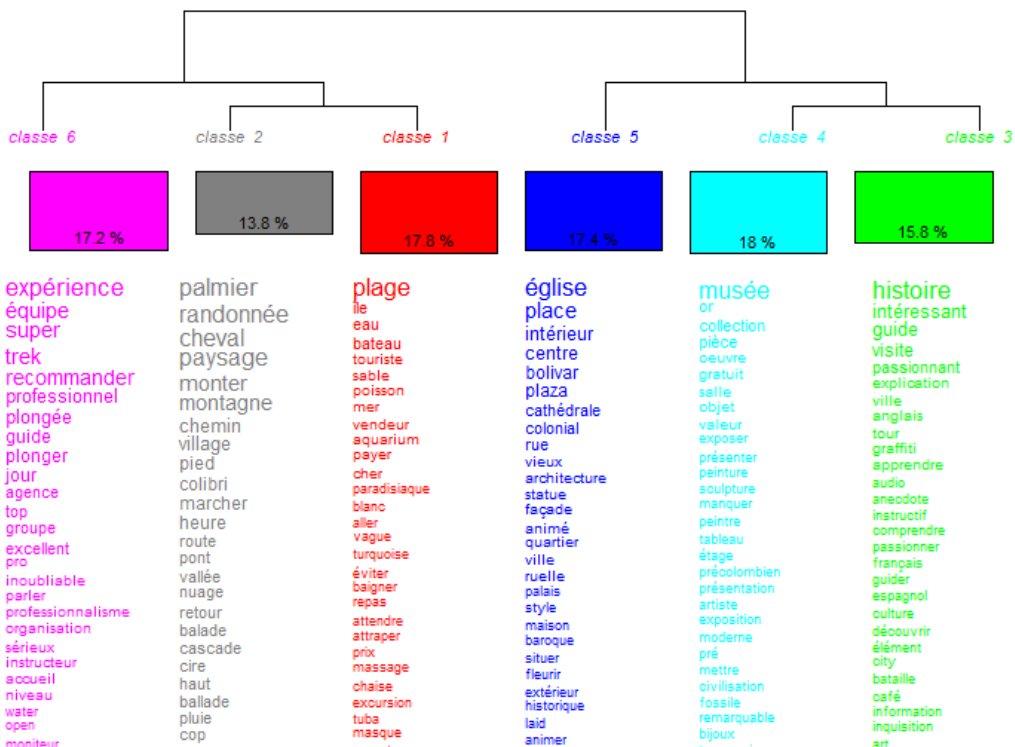 classe 6
classe 2
classe 1
classe 5
classe 4
classe 3
17.2 %
13.8 %
17.8 %
17.4 %
18 %
15.8 %
expérience
équipe
super
trek
recommander
professionnel
plongée
guide
plonger
jour
agence
top
groupe
excellent
pro
inoubliable
parler
professionnalisme
organisation
sérieux
instructeur
accueil
niveau
water
open
moniteur
palmier
randonnée
cheval
paysage
monter
montagne
chemin
village
pied
colibri
marcher
heure
route
pont
vallée
nuage
retour
balade
cascade
cire
haut
ballade
pluie
cop
plage
île
eau
bateau
touriste
sable
poisson
mer
vendeur
aquarium
payer
cher
paradisiaque
blanc
aller
vague
turquoise
éviter
baigner
repas
attendre
attraper
prix
massage
chaise
excursion
tuba
masque
église
place
intérieur
centre
bolivar
plaza
cathédrale
colonial
rue
vieux
architecture
statue
façade
animé
quartier
ville
ruelle
palais
style
maison
baroque
situer
fleurir
extérieur
historique
laid
animer
musée
or
collection
pièce
oeuvre
gratuit
salle
objet
valeur
exposer
présenter
peinture
sculpture
manquer
peintre
tableau
étage
précolombien
présentation
artiste
exposition
moderne
pré
mettre
civilisation
fossile
remarquable
bijoux
histoire
intéressant
guide
visite
passionnant
explication
ville
anglais
tour
graffiti
apprendre
audio
anecdote
instructif
comprendre
passionner
français
guider
espagnol
culture
découvrir
élément
city
bataille
café
information
inquisition
art